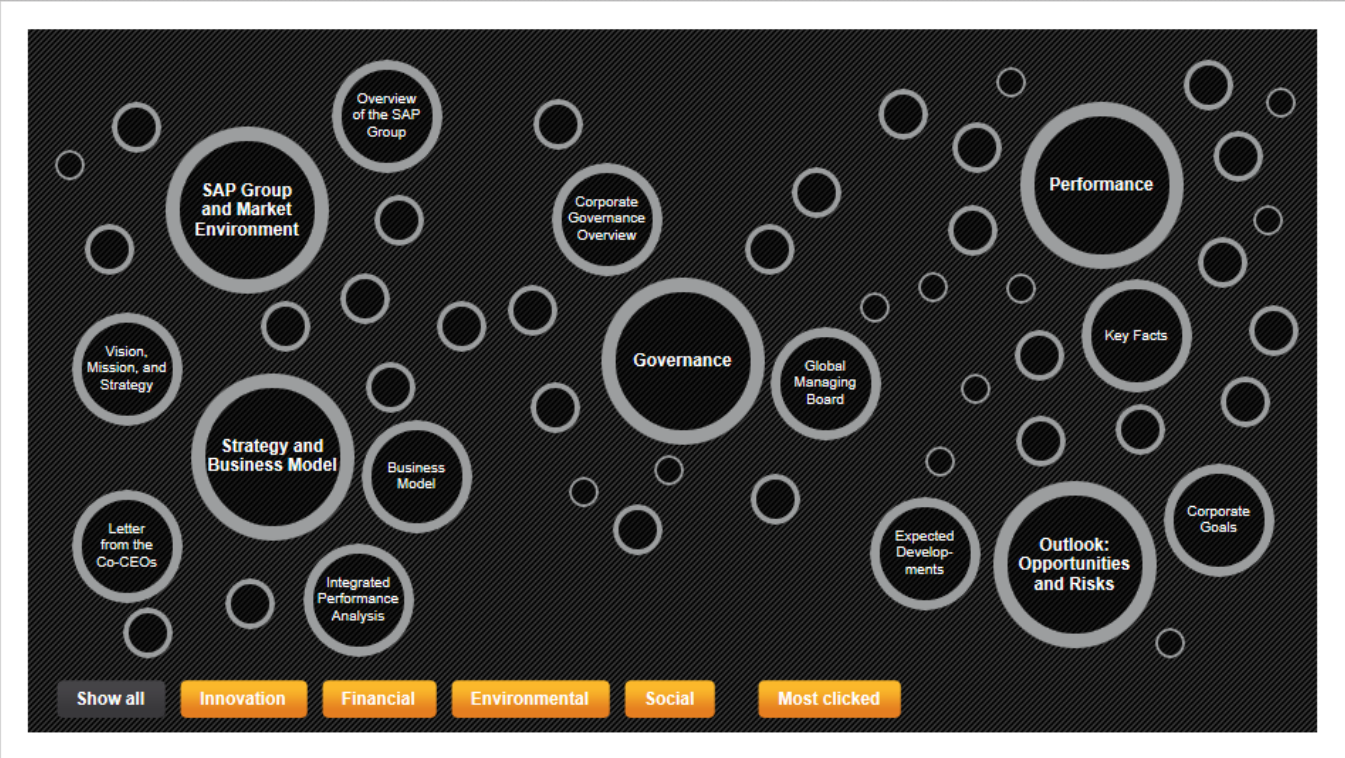 Overview
of the SAP
Group
SAP Group
and Market
Environment
Corporate
Governance
Overview
Performance
Vision,
Mission, and
Strategy
Governance
Global
Managing
Board
Key Facts
Strategy and
Business Model
Business
Model
Letter
from the
Co-CEOs
Integrated
Performance
Analysis
Expected
Develop-
ments
Outlook:
Opportunities
and Risks
Corporate
Goals
Show all
Innovation
Financial
Environmental
Social
Most clicked